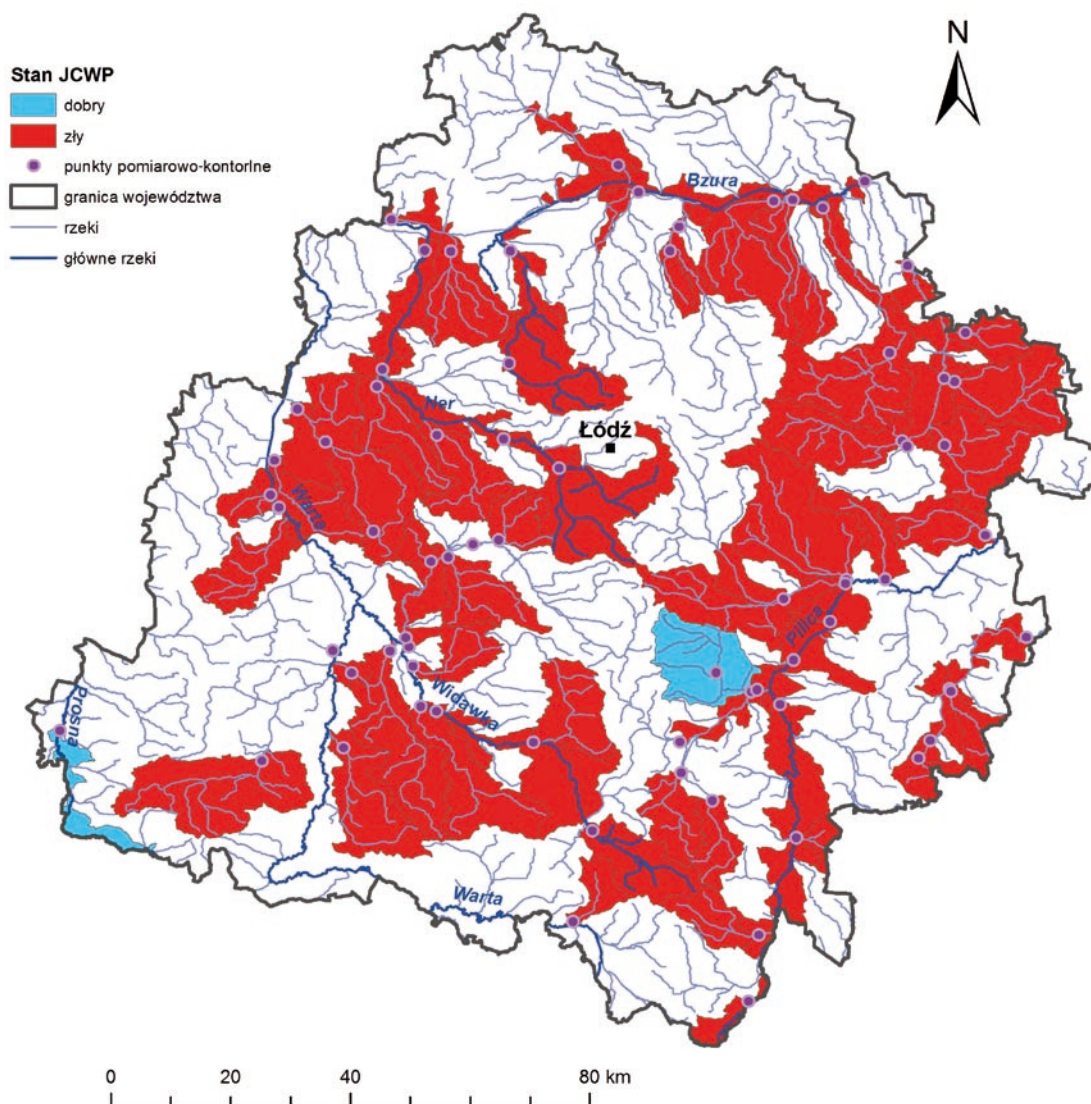 N
Stan JCWP
dobry
zły
punkty pomiarowo-kontorlne
granica województwa
rzeki
główne rzeki
Bzura
Ner
Łódź
Warta
Pilica
Widawka
Prosna
Warta
0 20 40 80 km